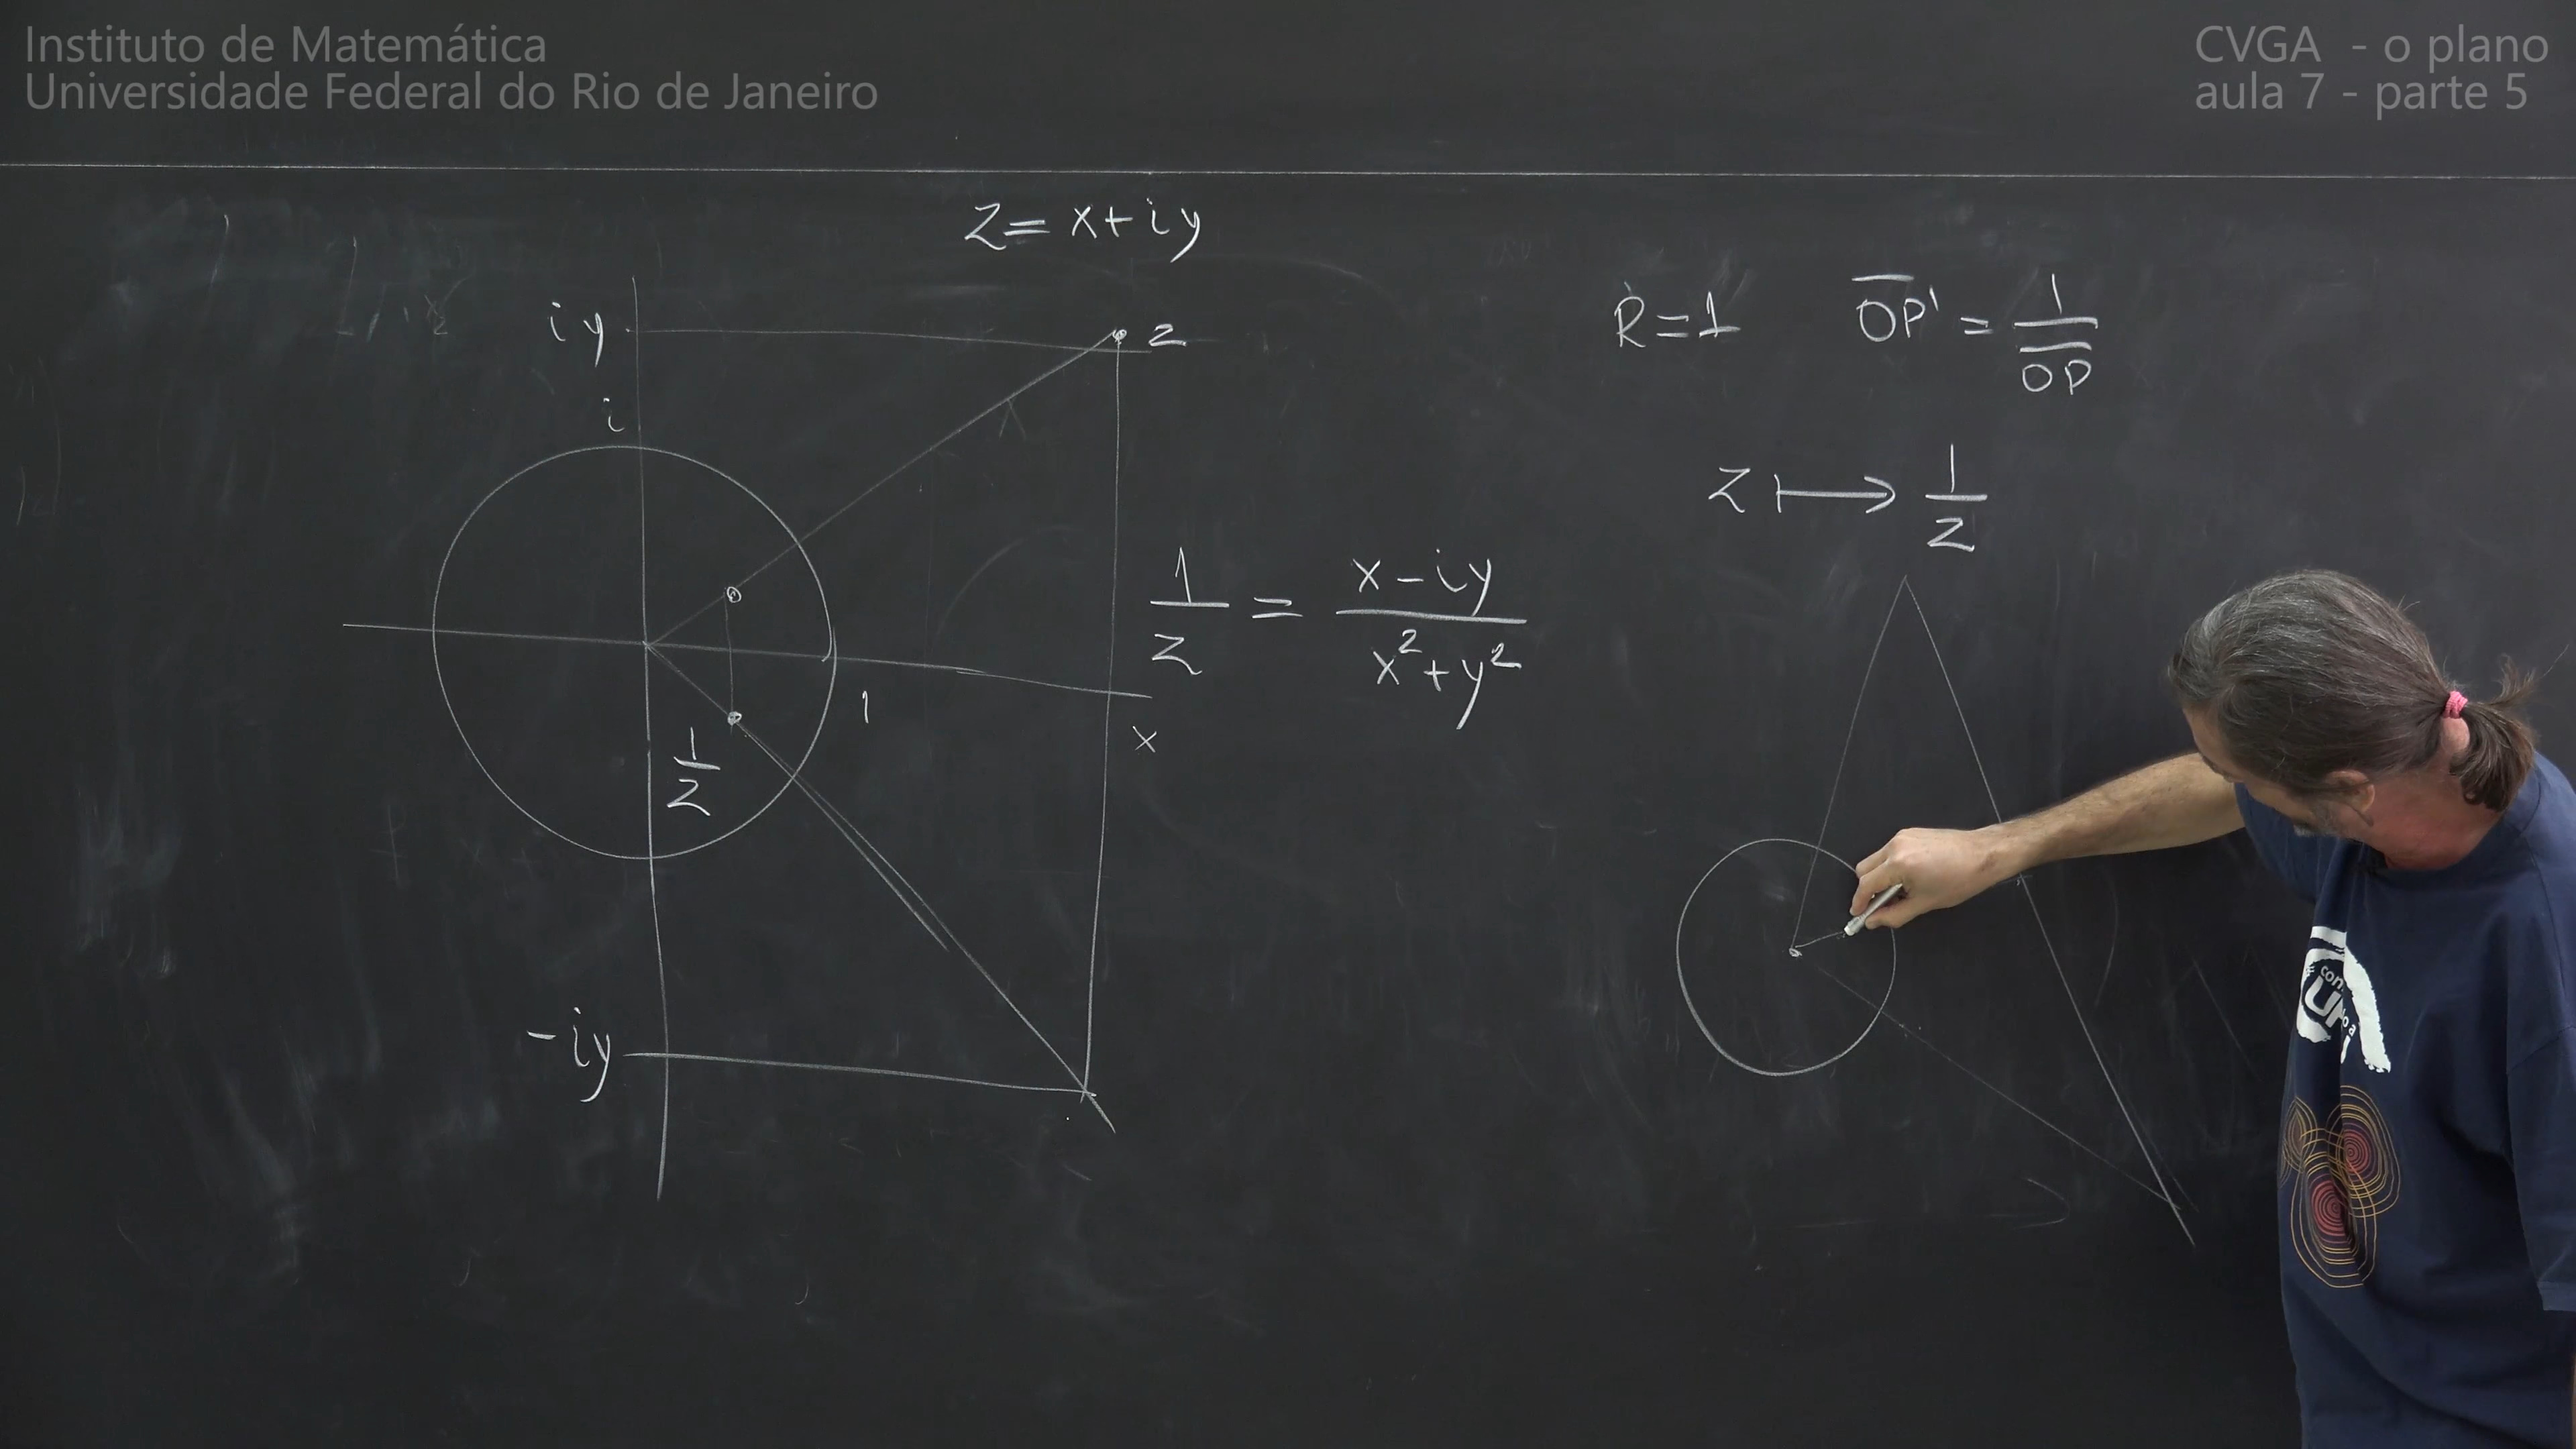 Instituto de Matemática
Universidade Federal do Rio de Janeiro
CVGA - o plano
aula 7 - parte 5
z = x + iy
iy
z
i
1
x
1/z
-iy
1/z = (x - iy)/(x² + y²)
R = 1
OP' = 1/OP
z ↦ 1/z